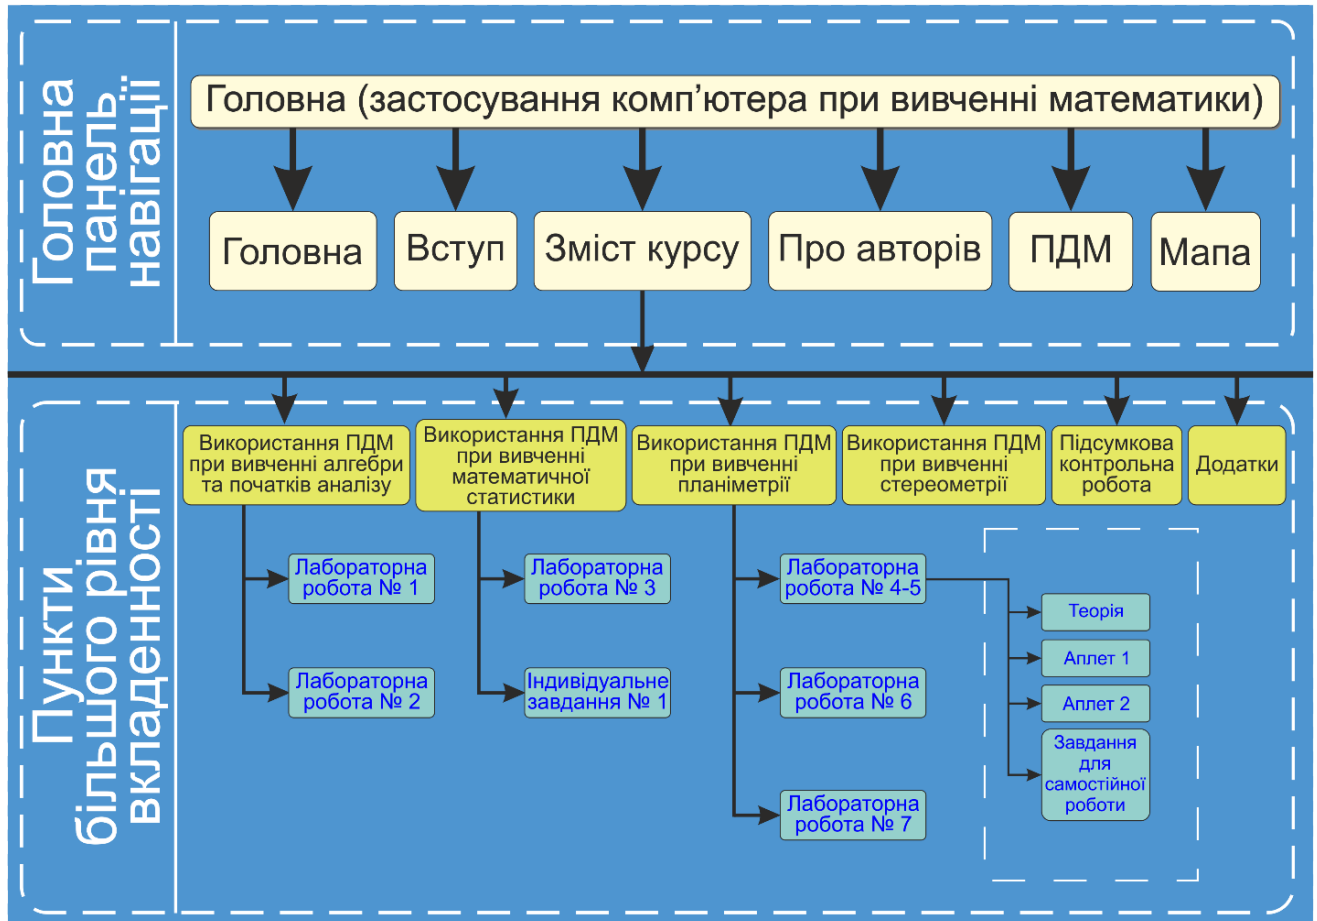 Головна
панель
навігації
Головна (застосування комп’ютера при вивченні математики)
Головна
Вступ
Зміст курсу
Про авторів
ПДМ
Мапа
Пункти
більшого рівня
вкладенності
Використання ПДМ
при вивченні алгебри
та початків аналізу
Використання ПДМ
при вивченні
математичної
статистики
Використання ПДМ
при вивченні
планіметрії
Використання ПДМ
при вивченні
стереометрії
Підсумкова
контрольна
робота
Додатки
Лабораторна
робота № 1
Лабораторна
робота № 2
Лабораторна
робота № 3
Індивідуальне
завдання № 1
Лабораторна
робота № 4-5
Лабораторна
робота № 6
Лабораторна
робота № 7
Теорія
Аплет 1
Аплет 2
Завдання
для
самостійної
роботи